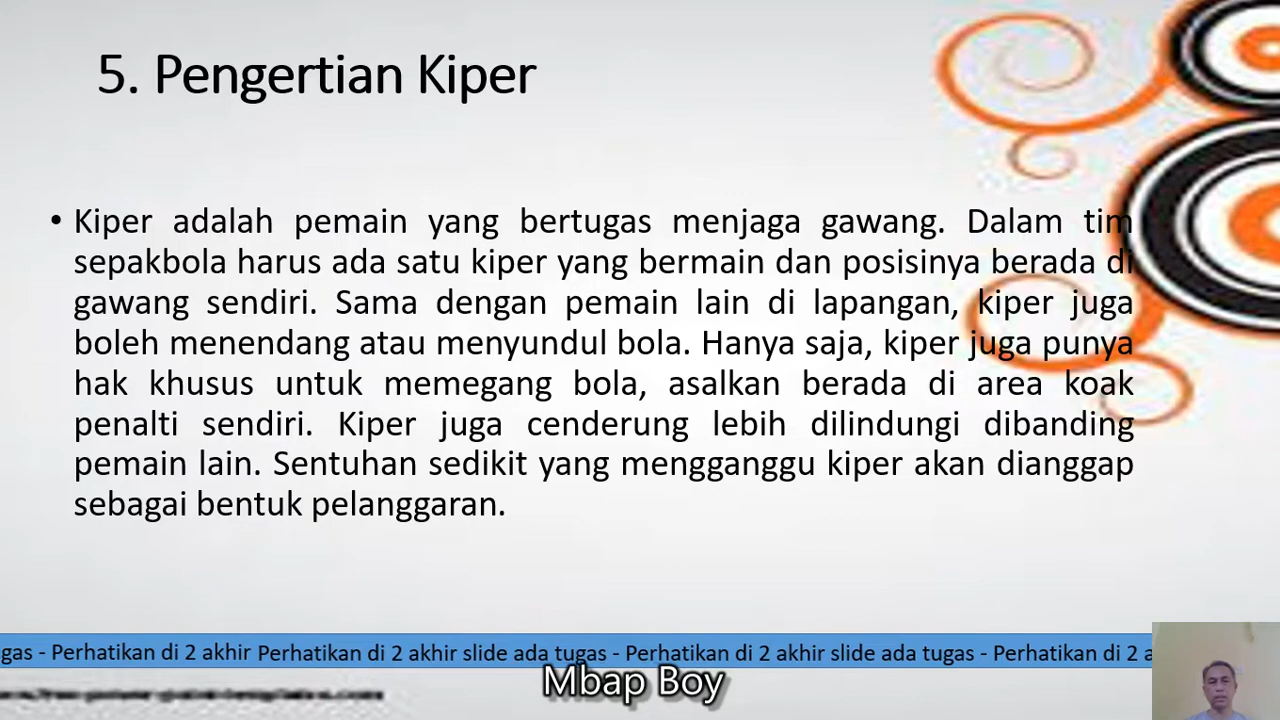 5. Pengertian Kiper
• Kiper adalah pemain yang bertugas menjaga gawang. Dalam tim
sepakbola harus ada satu kiper yang bermain dan posisinya berada di
gawang sendiri. Sama dengan pemain lain di lapangan, kiper juga
boleh menendang atau menyundul bola. Hanya saja, kiper juga punya
hak khusus untuk memegang bola, asalkan berada di area koak
penalti sendiri. Kiper juga cenderung lebih dilindungi dibanding
pemain lain. Sentuhan sedikit yang mengganggu kiper akan dianggap
sebagai bentuk pelanggaran.
gas - Perhatikan di 2 akhir Perhatikan di 2 akhir slide ada tugas - Perhatikan di 2 akhir slide ada tugas - Perhatikan di 2 a
Mbap Boy